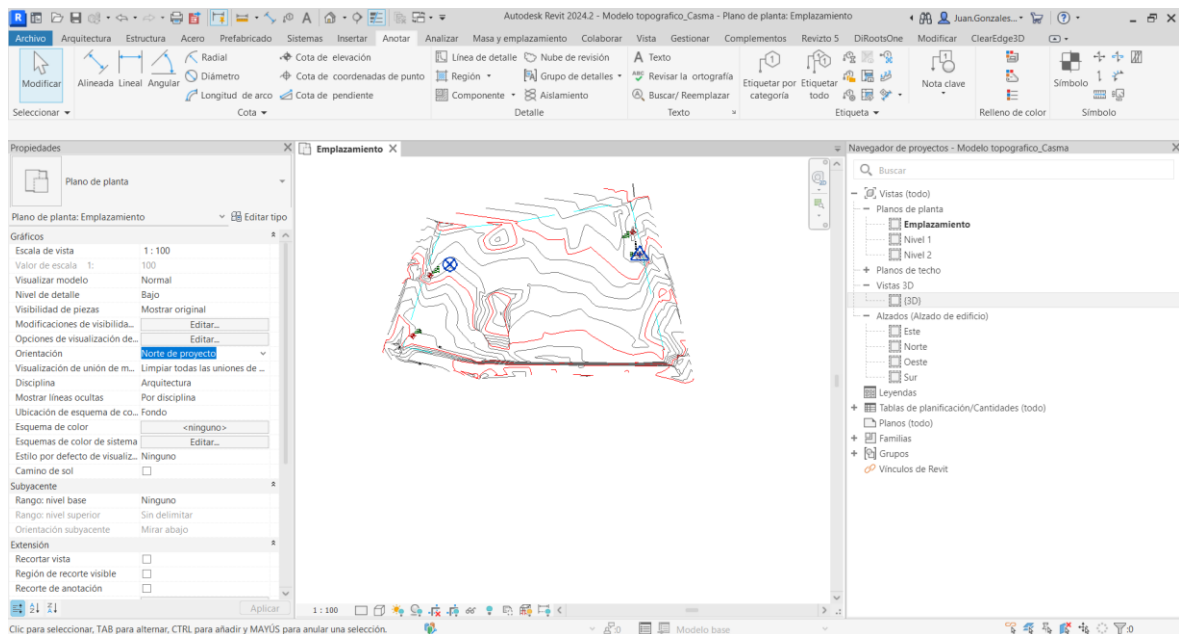 Autodesk Revit 2024.2 - Modelo topografico_Casma - Plano de planta: Emplazamiento
Juan.Gonzales...
Archivo Arquitectura Estructura Acero Prefabricado Sistemas Insertar Anotar Analizar Masa y emplazamiento Colaborar Vista Gestionar Complementos Revizto 5 DiRootsOne Modificar ClearEdge3D
Modificar
Alineada Lineal Angular
Radial
Diámetro
Longitud de arco
Cota de elevación
Cota de coordenadas de punto
Cota de pendiente
Línea de detalle Nube de revisión
Región Grupo de detalles
Componente Aislamiento
A Texto
ABC Revisar la ortografía
Buscar/ Reemplazar
Etiquetar por categoría
Etiquetar todo
Nota clave
Símbolo
Seleccionar Cota Detalle Texto Etiqueta Relleno de color Símbolo
Propiedades
Plano de planta
Plano de planta: Emplazamiento Editar tipo
Gráficos
Escala de vista 1 : 100
Valor de escala 1: 100
Visualizar modelo Normal
Nivel de detalle Bajo
Visibilidad de piezas Mostrar original
Modificaciones de visibilida... Editar...
Opciones de visualización de... Editar...
Orientación Norte de proyecto
Visualización de unión de m... Limpiar todas las uniones de ...
Disciplina Arquitectura
Mostrar líneas ocultas Por disciplina
Ubicación de esquema de co... Fondo
Esquema de color <ninguno>
Esquemas de color de sistema Editar...
Estilo por defecto de visualiz... Ninguno
Camino de sol
Subyacente
Rango: nivel base Ninguno
Rango: nivel superior Sin delimitar
Orientación subyacente Mirar abajo
Extensión
Recortar vista
Región de recorte visible
Recorte de anotación
Aplicar
Emplazamiento
1 : 100
Navegador de proyectos - Modelo topografico_Casma
Buscar
Vistas (todo)
Planos de planta
Emplazamiento
Nivel 1
Nivel 2
Planos de techo
Vistas 3D
{3D}
Alzados (Alzado de edificio)
Este
Norte
Oeste
Sur
Leyendas
Tablas de planificación/Cantidades (todo)
Planos (todo)
Familias
Grupos
Vínculos de Revit
Clic para seleccionar, TAB para alternar, CTRL para añadir y MAYÚS para anular una selección.
:0
Modelo base
:0